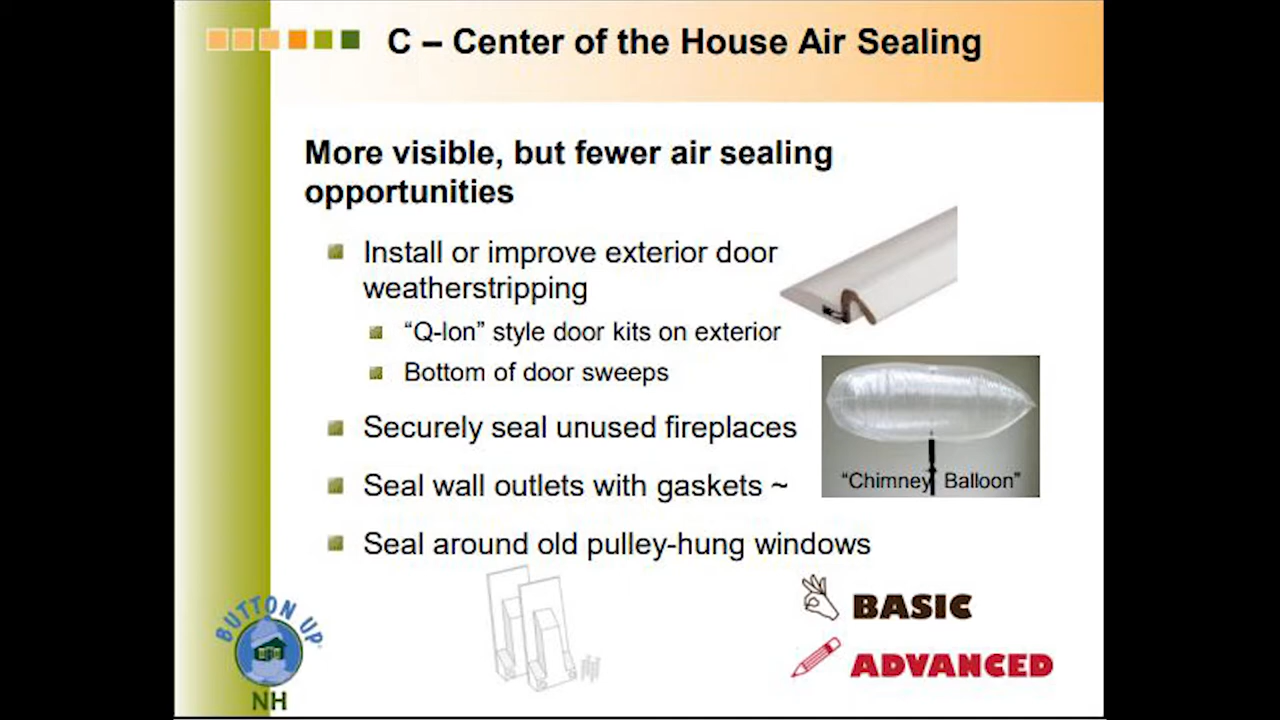 C – Center of the House Air Sealing
More visible, but fewer air sealing
opportunities
Install or improve exterior door
weatherstripping
“Q-lon” style door kits on exterior
Bottom of door sweeps
Securely seal unused fireplaces
“Chimney Balloon”
Seal wall outlets with gaskets ~
Seal around old pulley-hung windows
BASIC
ADVANCED
BUTTON UP
NH